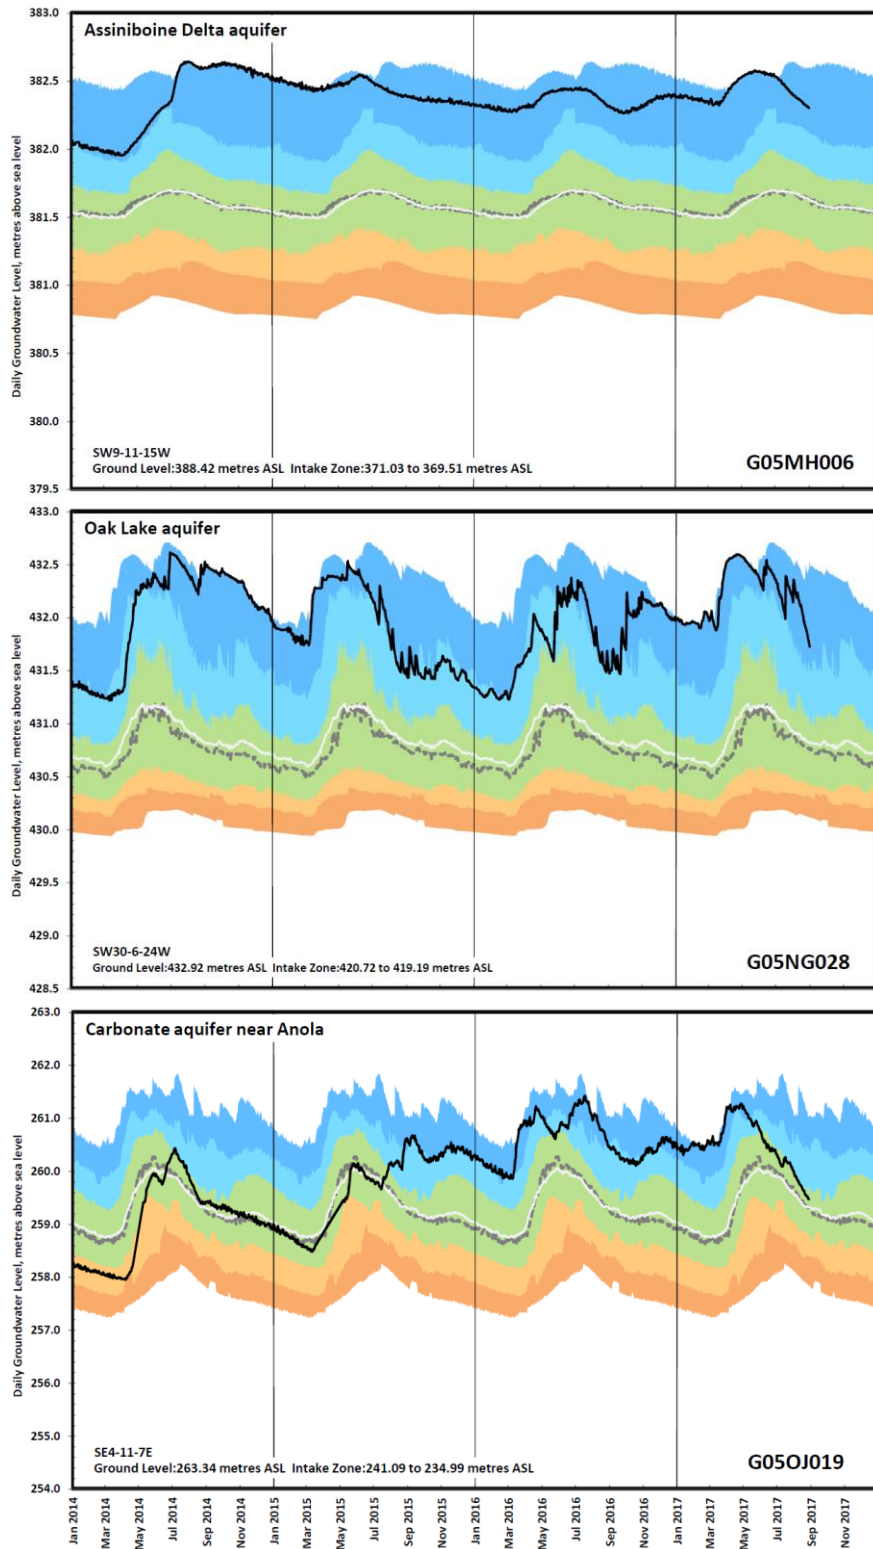 Assiniboine Delta aquifer
Daily Groundwater Level, metres above sea level
383.0
382.5
382.0
381.5
381.0
380.5
380.0
379.5
SW9-11-15W
Ground Level:388.42 metres ASL Intake Zone:371.03 to 369.51 metres ASL
G05MH006
Oak Lake aquifer
Daily Groundwater Level, metres above sea level
433.0
432.5
432.0
431.5
431.0
430.5
430.0
429.5
429.0
428.5
SW30-6-24W
Ground Level:432.92 metres ASL Intake Zone:420.72 to 419.19 metres ASL
G05NG028
Carbonate aquifer near Anola
Daily Groundwater Level, metres above sea level
263.0
262.0
261.0
260.0
259.0
258.0
257.0
256.0
255.0
254.0
SE4-11-7E
Ground Level:263.34 metres ASL Intake Zone:241.09 to 234.99 metres ASL
G05OJ019
Jan 2014
Mar 2014
May 2014
Jul 2014
Sep 2014
Nov 2014
Jan 2015
Mar 2015
May 2015
Jul 2015
Sep 2015
Nov 2015
Jan 2016
Mar 2016
May 2016
Jul 2016
Sep 2016
Nov 2016
Jan 2017
Mar 2017
May 2017
Jul 2017
Sep 2017
Nov 2017